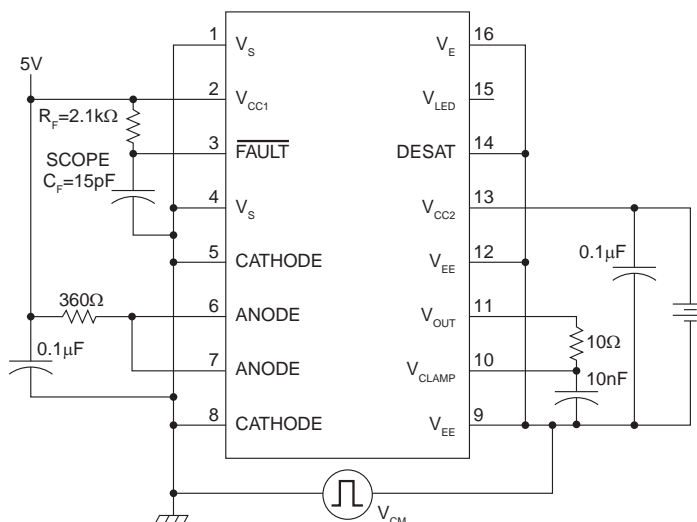 1 V_S V_E 16
5V
2 V_CC1 V_LED 15
R_F=2.1kΩ
3 FAULT DESAT 14
SCOPE
C_F=15pF
4 V_S V_CC2 13
5 CATHODE V_EE 12
0.1µF
360Ω
6 ANODE V_OUT 11
10Ω
0.1µF
7 ANODE V_CLAMP 10
10nF
8 CATHODE V_EE 9
V_CM